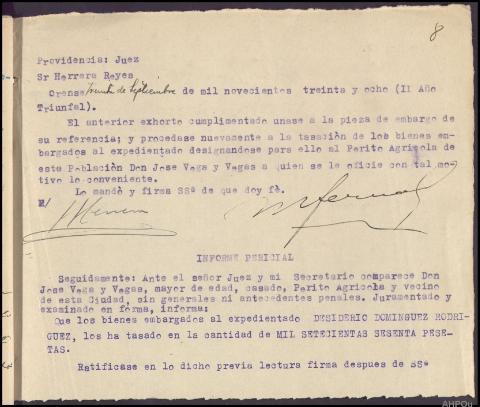 8
Providencia: Juez
Sr Herrera Reyes
Orense treinta de Septiembre de mil novecientos treinta y ocho (II Año
Triunfal).
El anterior exhorto cumplimentado unase a la pieza de embargo de
su referencia; y procedase nuevamente a la tasaciòn de los bienes em-
bargados al expedientado designandose para ello al Perito Agricola de
esta Poblaciòn Don Jose Vega y Vegas a quien se le oficie con tal mo-
tivo lo conveniente.
Lo mandò y firma SSª de que doy fè.
M/
INFORME PERICIAL
Seguidamente: Ante el señor Juez y mi Secretario comparece Don
Jose Vega y Vegas, mayor de edad, casado, Perito Agricola y vecino
de esta Ciudad, sin generales ni antecedentes penales. Juramentado y
examinado en forma, informa:
Que los bienes embargados al expedientado DESIDERIO DOMINGUEZ RODRI-
GUEZ, los ha tasado en la cantidad de MIL SETECIENTAS SESENTA PESE-
TAS.
Ratificase en lo dicho previa lectura firma despues de SSª
AHPOu